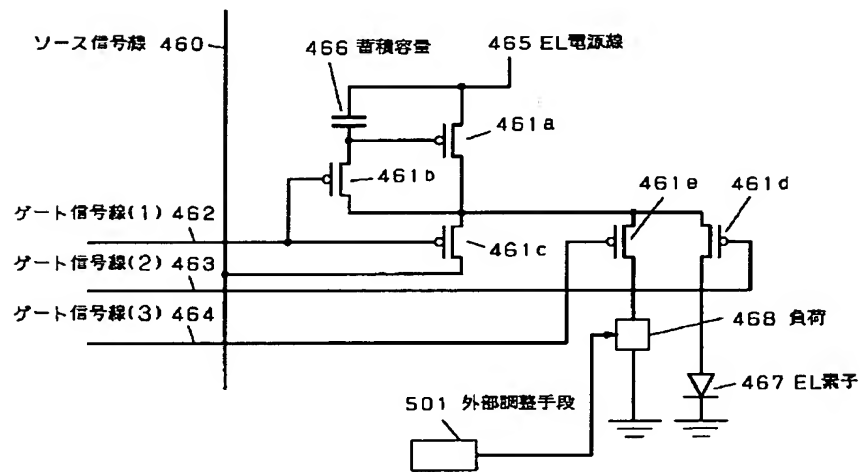 ソース信号線 460
466 蓄積容量
465 EL電源線
461a
461b
461e
461d
ゲート信号線(1) 462
461c
ゲート信号線(2) 463
ゲート信号線(3) 464
468 負荷
467 EL素子
501 外部調整手段